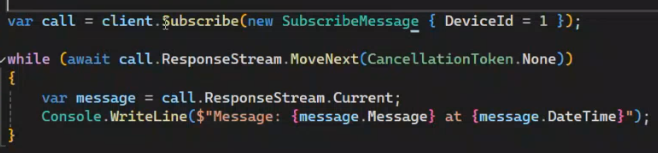 var call = client.Subscribe(new SubscribeMessage { DeviceId = 1 });
while (await call.ResponseStream.MoveNext(CancellationToken.None))
{
var message = call.ResponseStream.Current;
Console.WriteLine($"Message: {message.Message} at {message.DateTime}");
}